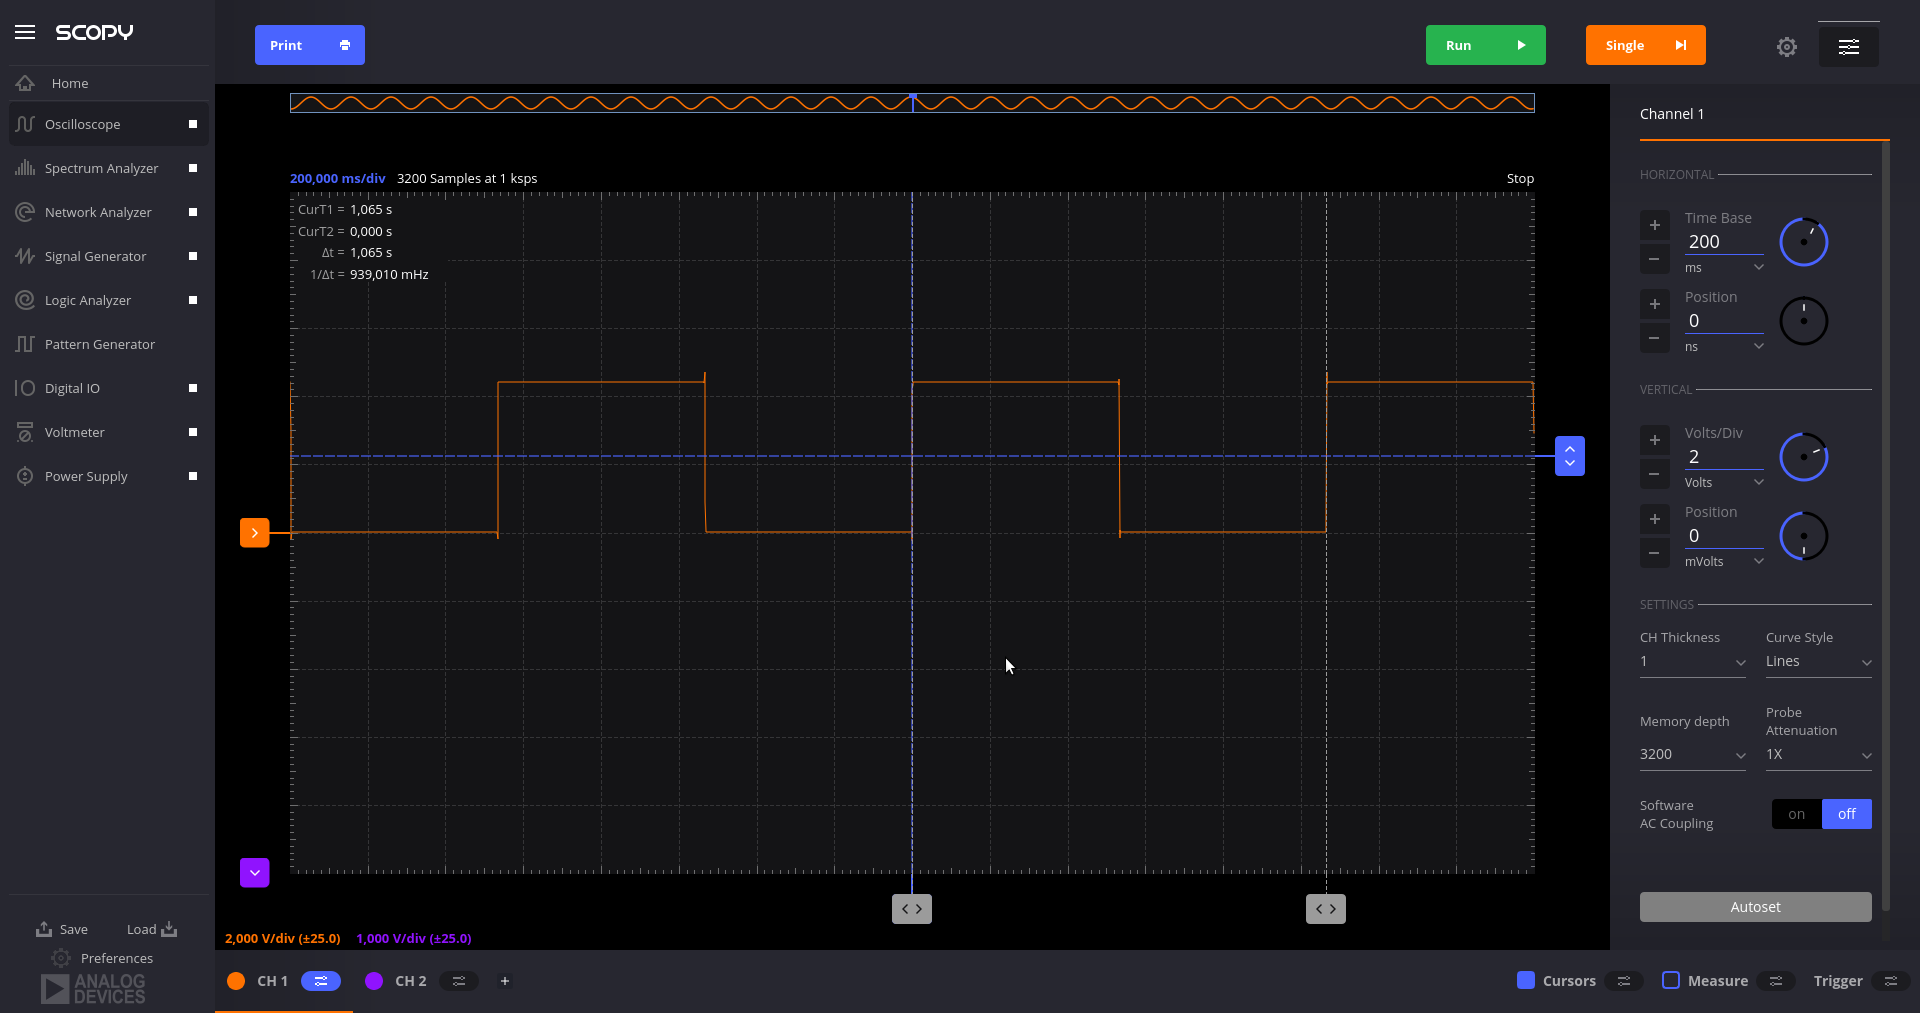 SCOPY
Print
Run
Single
Home
Oscilloscope
Spectrum Analyzer
Network Analyzer
Signal Generator
Logic Analyzer
Pattern Generator
Digital IO
Voltmeter
Power Supply
Save
Load
Preferences
ANALOG
DEVICES
200,000 ms/div 3200 Samples at 1 ksps
Stop
CurT1 = 1,065 s
CurT2 = 0,000 s
Δt = 1,065 s
1/Δt = 939,010 mHz
2,000 V/div (±25.0) 1,000 V/div (±25.0)
CH 1
CH 2
+
Cursors
Measure
Trigger
Channel 1
HORIZONTAL
+
Time Base
200
−
ms
+
Position
0
−
ns
VERTICAL
+
Volts/Div
2
−
Volts
+
Position
0
−
mVolts
SETTINGS
CH Thickness
1
Curve Style
Lines
Memory depth
3200
Probe
Attenuation
1X
Software
AC Coupling
on off
Autoset